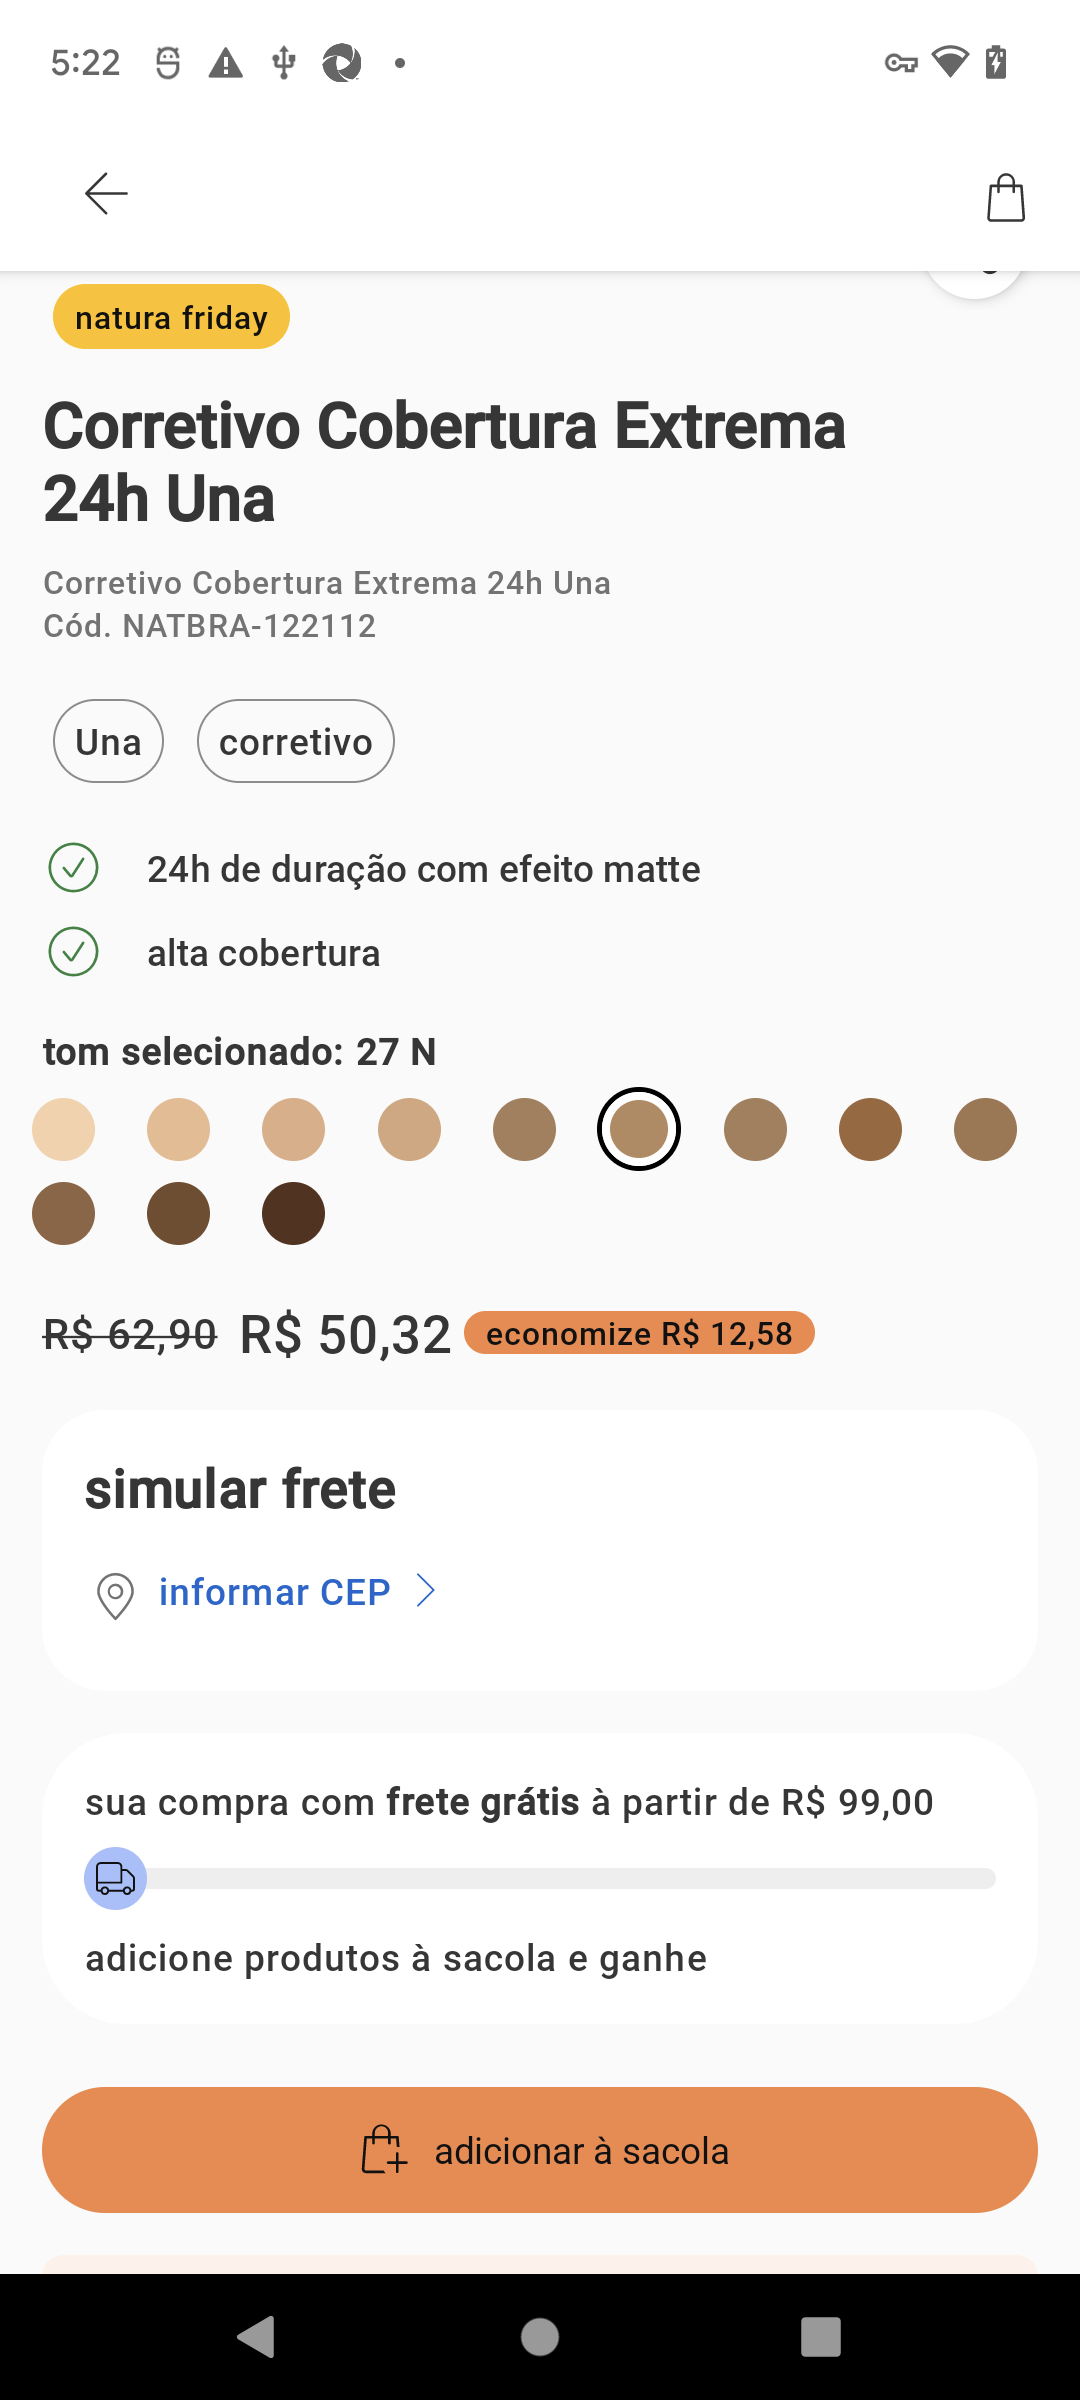 5:22
natura friday
Corretivo Cobertura Extrema
24h Una
Corretivo Cobertura Extrema 24h Una
Cód. NATBRA-122112
Una corretivo
24h de duração com efeito matte
alta cobertura
tom selecionado: 27 N
R$ 62,90 R$ 50,32 economize R$ 12,58
simular frete
informar CEP
sua compra com frete grátis à partir de R$ 99,00
adicione produtos à sacola e ganhe
adicionar à sacola